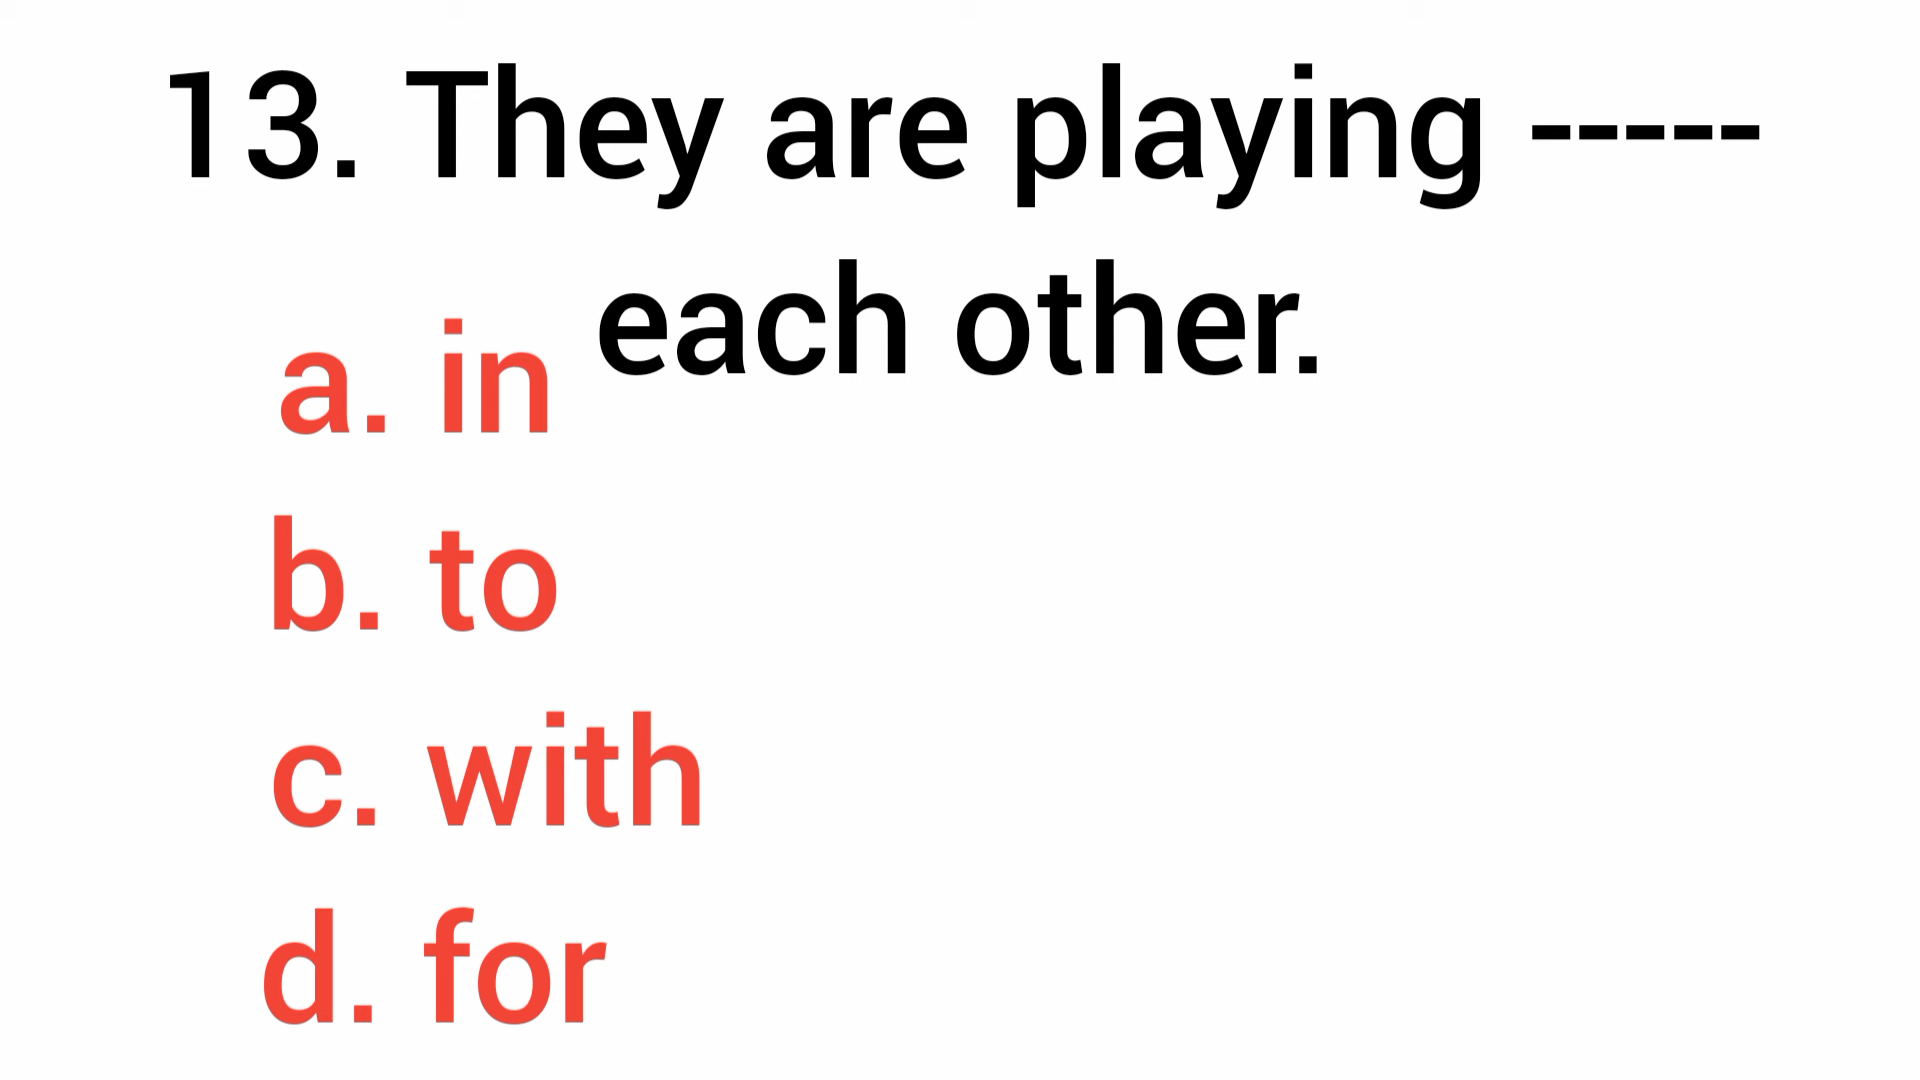 13. They are playing -----
each other.
a. in
b. to
c. with
d. for